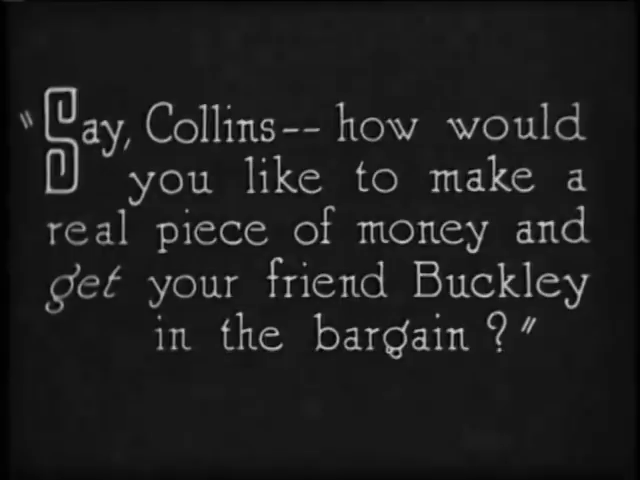 "Say, Collins-- how would
you like to make a
real piece of money and
get your friend Buckley
in the bargain?"